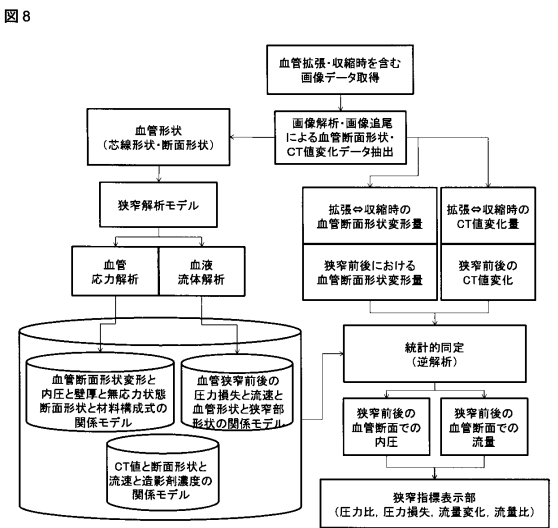 図8
血管拡張・収縮時を含む
画像データ取得
画像解析・画像追尾
による血管断面形状・
CT値変化データ抽出
血管形状
(芯線形状・断面形状)
狭窄解析モデル
血管
応力解析
血液
流体解析
拡張⇔収縮時の
血管断面形状変形量
拡張⇔収縮時の
CT値変化量
狭窄前後における
血管断面形状変形量
狭窄前後の
CT値変化
血管断面形状変形と
内圧と壁厚と無応力状態
断面形状と材料構成式の
関係モデル
血管狭窄前後の
圧力損失と流速と
血管形状と狭窄部
形状の関係モデル
CT値と断面形状と
流速と造影剤濃度の
関係モデル
統計的同定
(逆解析)
狭窄前後の
血管断面での
内圧
狭窄前後の
血管断面での
流量
狭窄指標表示部
(圧力比, 圧力損失, 流量変化, 流量比)